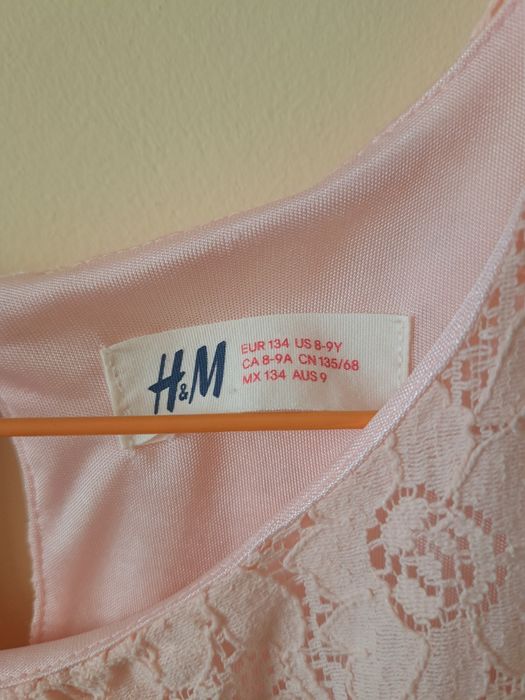 H&M
EUR 134 US 8-9Y
CA 8-9A CN 135/68
MX 134 AUS 9